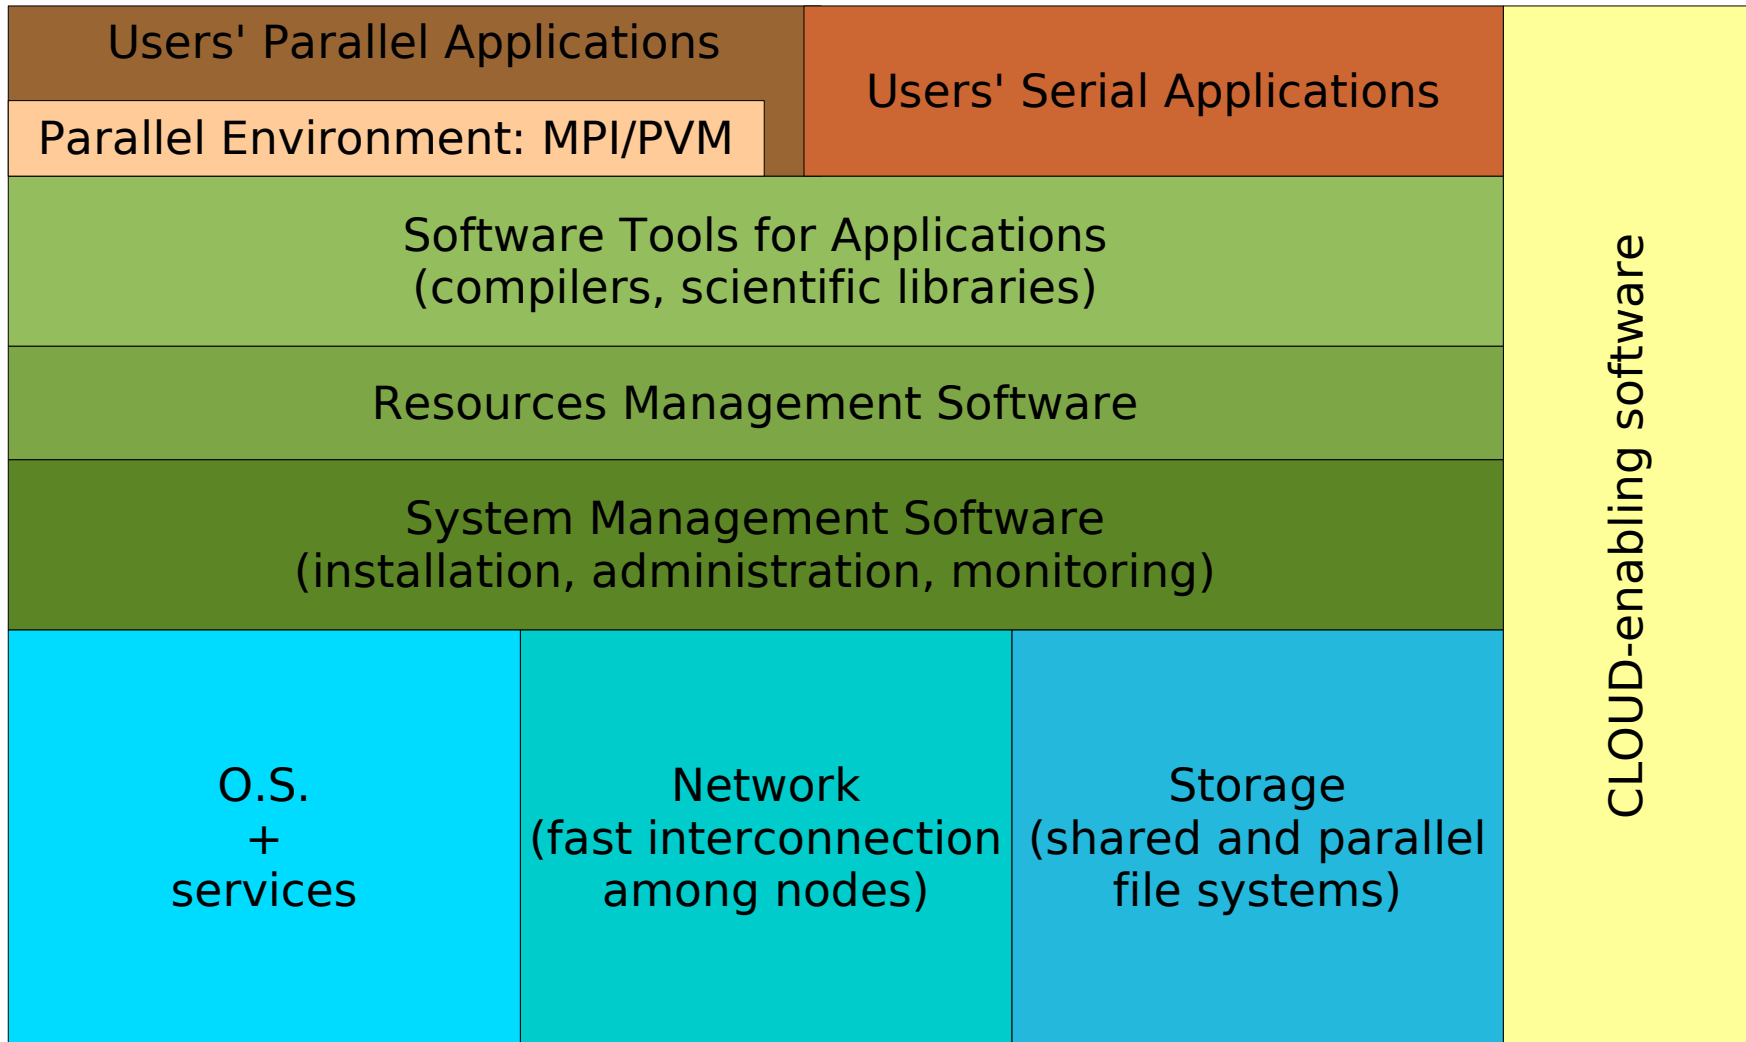 Users' Parallel Applications
Users' Serial Applications
Parallel Environment: MPI/PVM
Software Tools for Applications
(compilers, scientific libraries)
Resources Management Software
System Management Software
(installation, administration, monitoring)
O.S.
+
services
Network
(fast interconnection
among nodes)
Storage
(shared and parallel
file systems)
CLOUD-enabling software